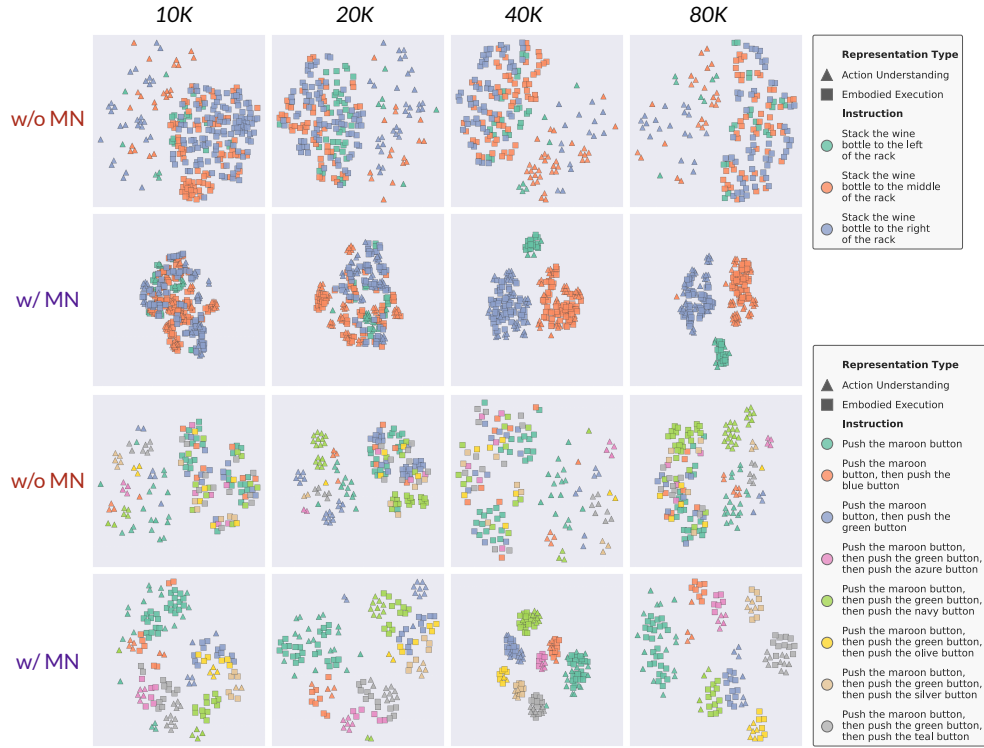 10K
20K
40K
80K
w/o MN
w/ MN
w/o MN
w/ MN
Representation Type
Action Understanding
Embodied Execution
Instruction
Stack the wine
bottle to the left
of the rack
Stack the wine
bottle to the middle
of the rack
Stack the wine
bottle to the right
of the rack
Representation Type
Action Understanding
Embodied Execution
Instruction
Push the maroon button
Push the maroon
button, then push the
blue button
Push the maroon
button, then push the
green button
Push the maroon button,
then push the green button,
then push the azure button
Push the maroon button,
then push the green button,
then push the navy button
Push the maroon button,
then push the green button,
then push the olive button
Push the maroon button,
then push the green button,
then push the silver button
Push the maroon button,
then push the green button,
then push the teal button